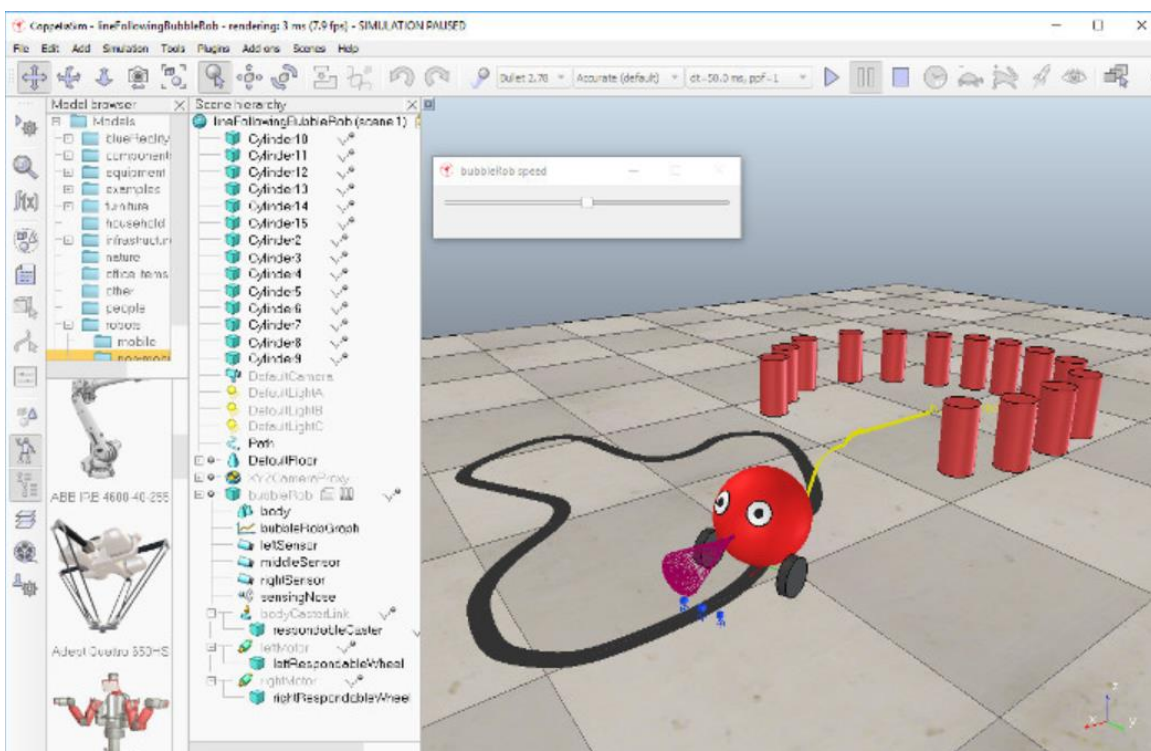 CoppeliaSim - lineFollowingBubbleRob - rendering: 3 ms (7.9 fps) - SIMULATION PAUSED
File Edit Add Simulation Tools Plugins Add-ons Scenes Help
Bullet 2.78 Accurate (default) dt=50.0 ms, ppf=1
Model browser
Models
blueReality
components
equipment
examples
furniture
household
infrastructure
nature
office items
other
people
robots
mobile
non-mobi
ABB IRB 4600-40-255
Adept Quattro 650HS
Scene hierarchy
lineFollowingBubbleRob (scene 1)
Cylinder10
Cylinder11
Cylinder12
Cylinder13
Cylinder14
Cylinder15
Cylinder2
Cylinder3
Cylinder4
Cylinder5
Cylinder6
Cylinder7
Cylinder8
Cylinder9
DefaultCamera
DefaultLightA
DefaultLightB
DefaultLightC
Path
DefaultFloor
XYZCameraProxy
bubbleRob
body
bubbleRobGraph
leftSensor
middleSensor
rightSensor
sensingNose
bodyCasterLink
respondableCaster
leftMotor
leftRespondableWheel
rightMotor
rightRespondableWheel
bubbleRob speed
f(x)
x
y
z